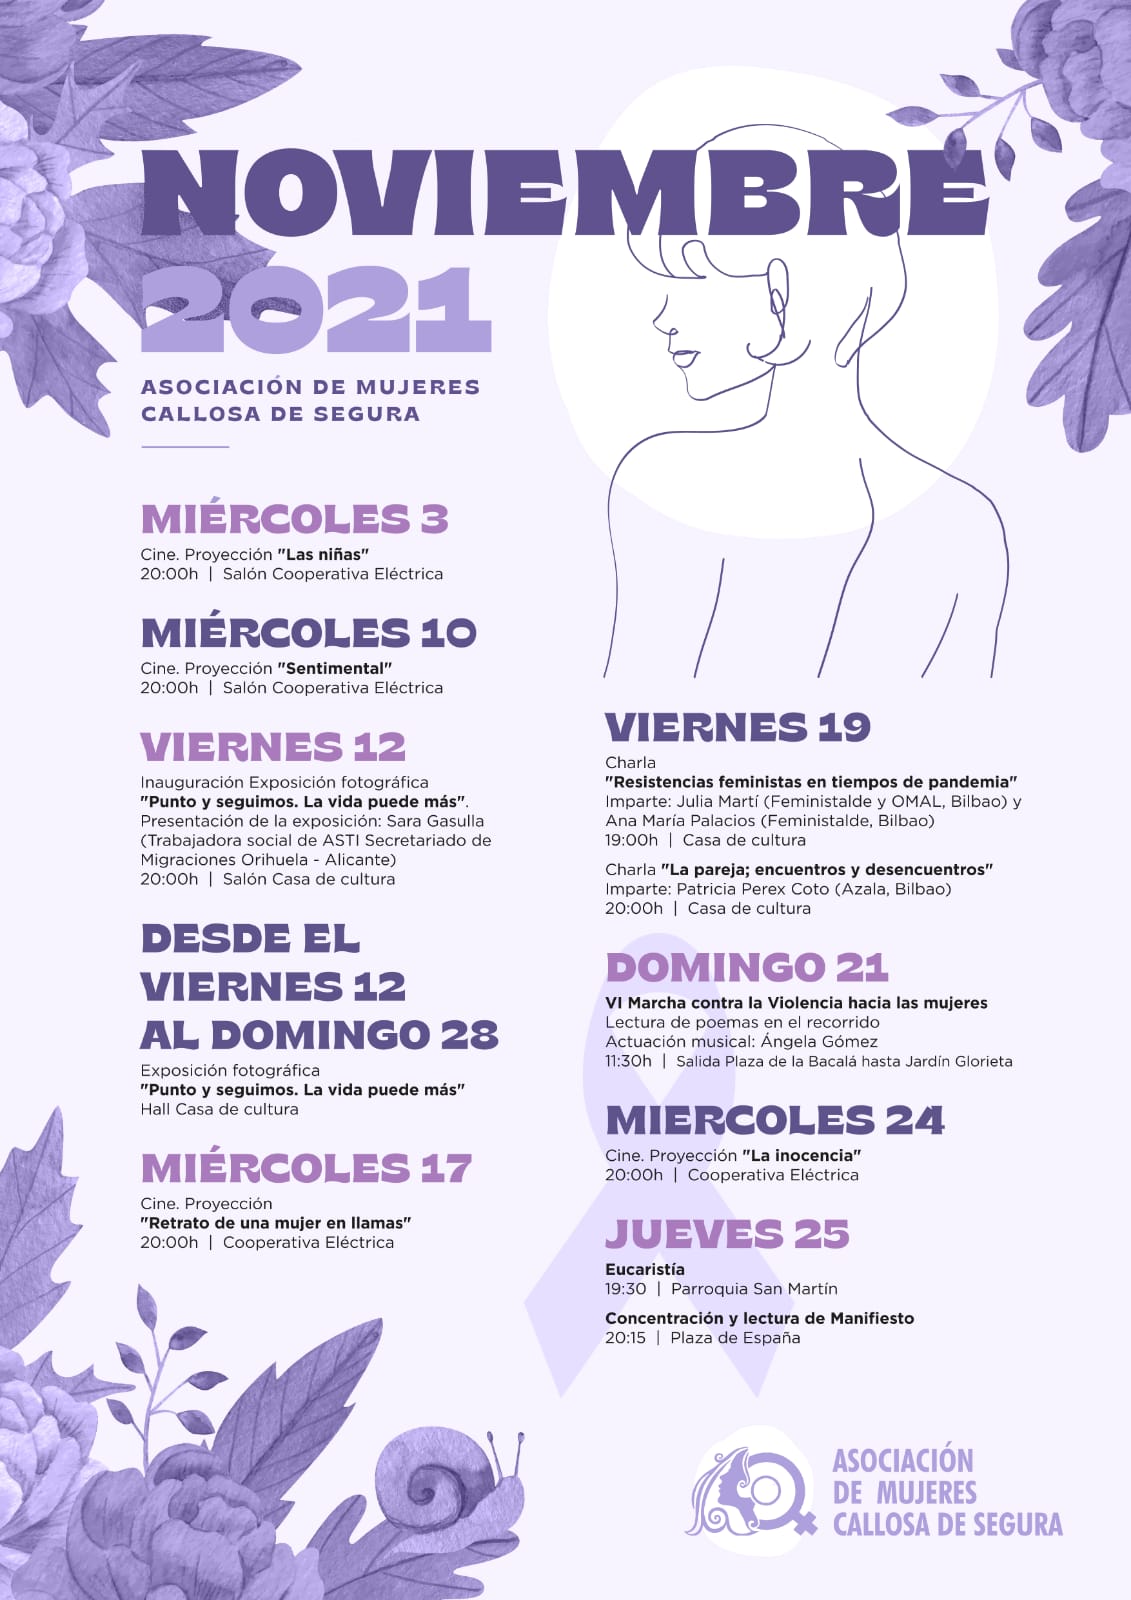 NOVIEMBRE
2021
ASOCIACIÓN DE MUJERES
CALLOSA DE SEGURA
MIÉRCOLES 3
Cine. Proyección "Las niñas"
20:00h | Salón Cooperativa Eléctrica
MIÉRCOLES 10
Cine. Proyección "Sentimental"
20:00h | Salón Cooperativa Eléctrica
VIERNES 12
Inauguración Exposición fotográfica
"Punto y seguimos. La vida puede más".
Presentación de la exposición: Sara Gasulla
(Trabajadora social de ASTI Secretariado de
Migraciones Orihuela - Alicante)
20:00h | Salón Casa de cultura
DESDE EL
VIERNES 12
AL DOMINGO 28
Exposición fotográfica
"Punto y seguimos. La vida puede más"
Hall Casa de cultura
MIÉRCOLES 17
Cine. Proyección
"Retrato de una mujer en llamas"
20:00h | Cooperativa Eléctrica
VIERNES 19
Charla
"Resistencias feministas en tiempos de pandemia"
Imparte: Julia Martí (Feministalde y OMAL, Bilbao) y
Ana María Palacios (Feministalde, Bilbao)
19:00h | Casa de cultura
Charla "La pareja; encuentros y desencuentros"
Imparte: Patricia Perex Coto (Azala, Bilbao)
20:00h | Casa de cultura
DOMINGO 21
VI Marcha contra la Violencia hacia las mujeres
Lectura de poemas en el recorrido
Actuación musical: Ángela Gómez
11:30h | Salida Plaza de la Bacalá hasta Jardín Glorieta
MIERCOLES 24
Cine. Proyección "La inocencia"
20:00h | Cooperativa Eléctrica
JUEVES 25
Eucaristía
19:30 | Parroquia San Martín
Concentración y lectura de Manifiesto
20:15 | Plaza de España
ASOCIACIÓN
DE MUJERES
CALLOSA DE SEGURA